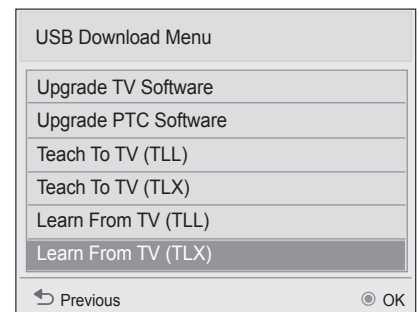 USB Download Menu
Upgrade TV Software
Upgrade PTC Software
Teach To TV (TLL)
Teach To TV (TLX)
Learn From TV (TLL)
Learn From TV (TLX)
Previous
OK